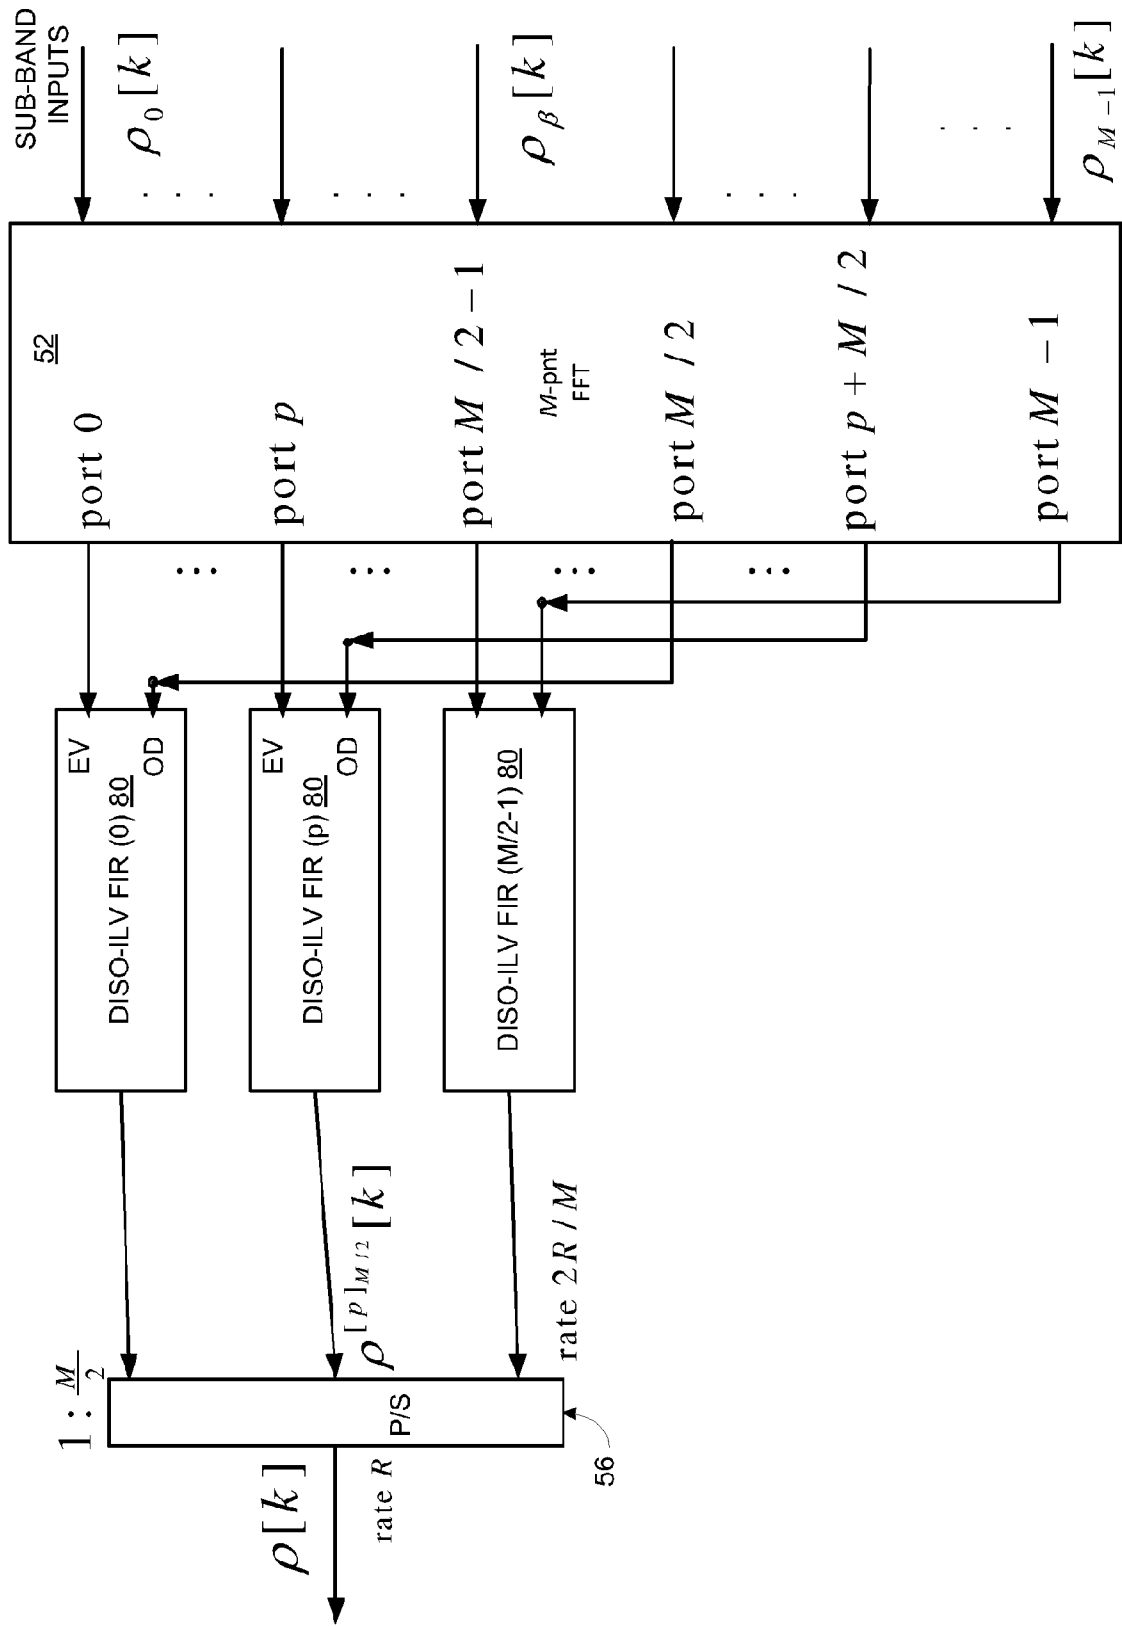 SUB-BAND
INPUTS
ρ₀[k]
ρ_β[k]
ρ_{M-1}[k]
52
port 0
port p
port M / 2 - 1
M-pnt
FFT
port M / 2
port p + M / 2
port M - 1
EV
OD
DISO-ILV FIR (0) 80
EV
OD
DISO-ILV FIR (p) 80
DISO-ILV FIR (M/2-1) 80
ρ^{[p]_{M/2}}[k]
rate 2R / M
1 : M/2
P/S
56
ρ[k]
rate R